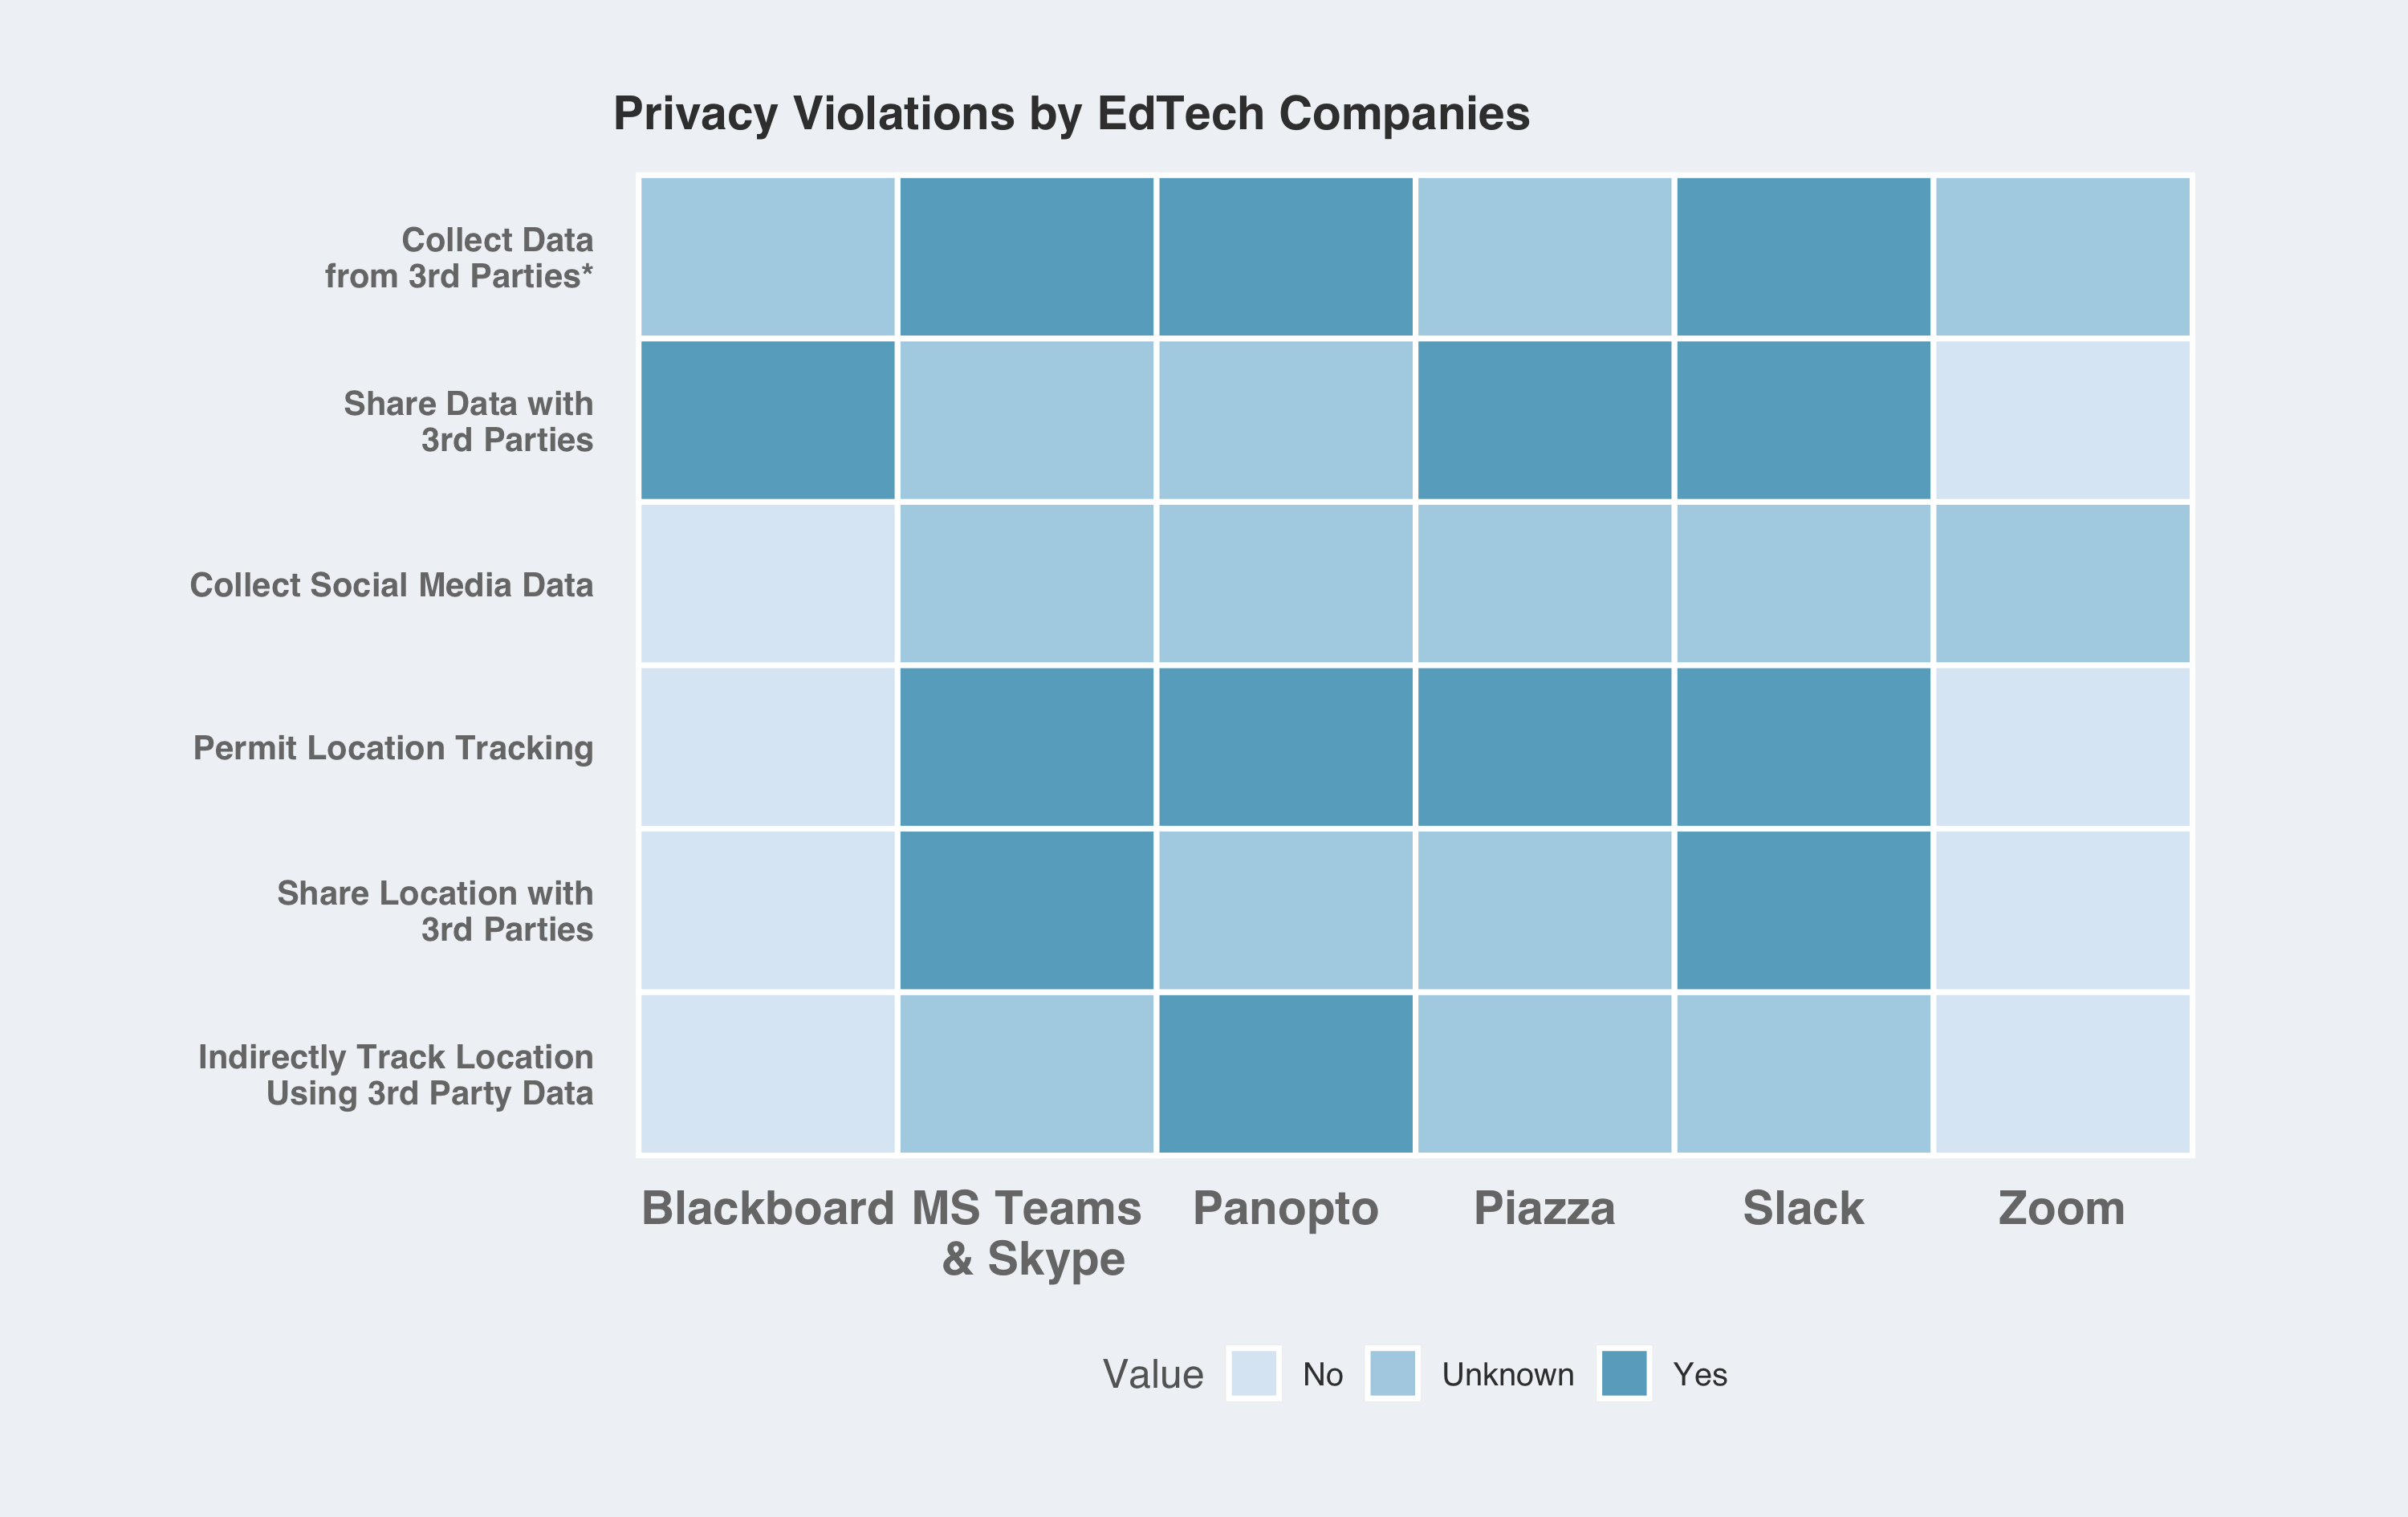 Privacy Violations by EdTech Companies
Collect Data
from 3rd Parties*
Share Data with
3rd Parties
Collect Social Media Data
Permit Location Tracking
Share Location with
3rd Parties
Indirectly Track Location
Using 3rd Party Data
Blackboard MS Teams Panopto Piazza Slack Zoom
& Skype
Value No Unknown Yes